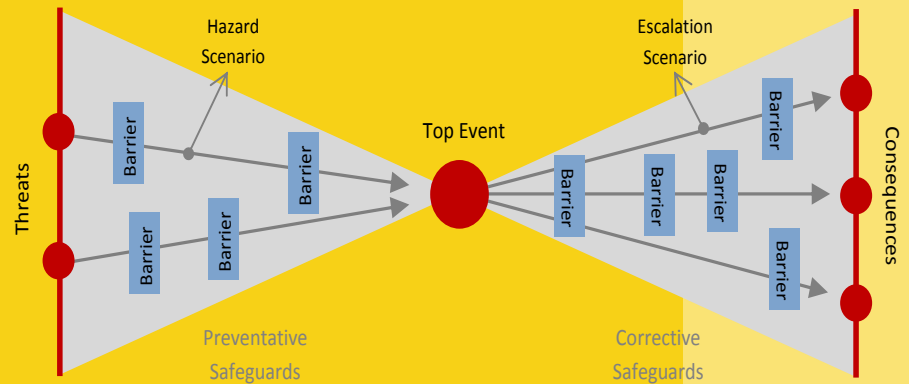 Hazard
Scenario
Escalation
Scenario
Top Event
Threats
Barrier
Barrier
Barrier
Barrier
Barrier
Barrier
Barrier
Barrier
Barrier
Consequences
Preventative
Safeguards
Corrective
Safeguards